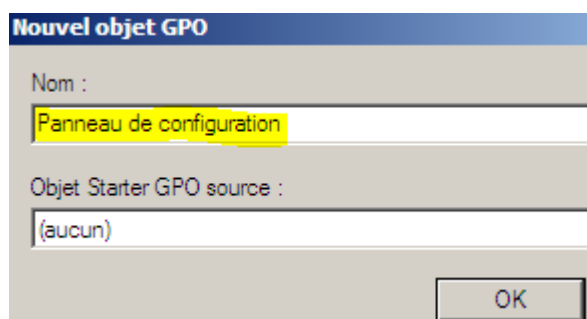 Nouvel objet GPO
Nom :
Panneau de configuration
Objet Starter GPO source :
(aucun)
OK